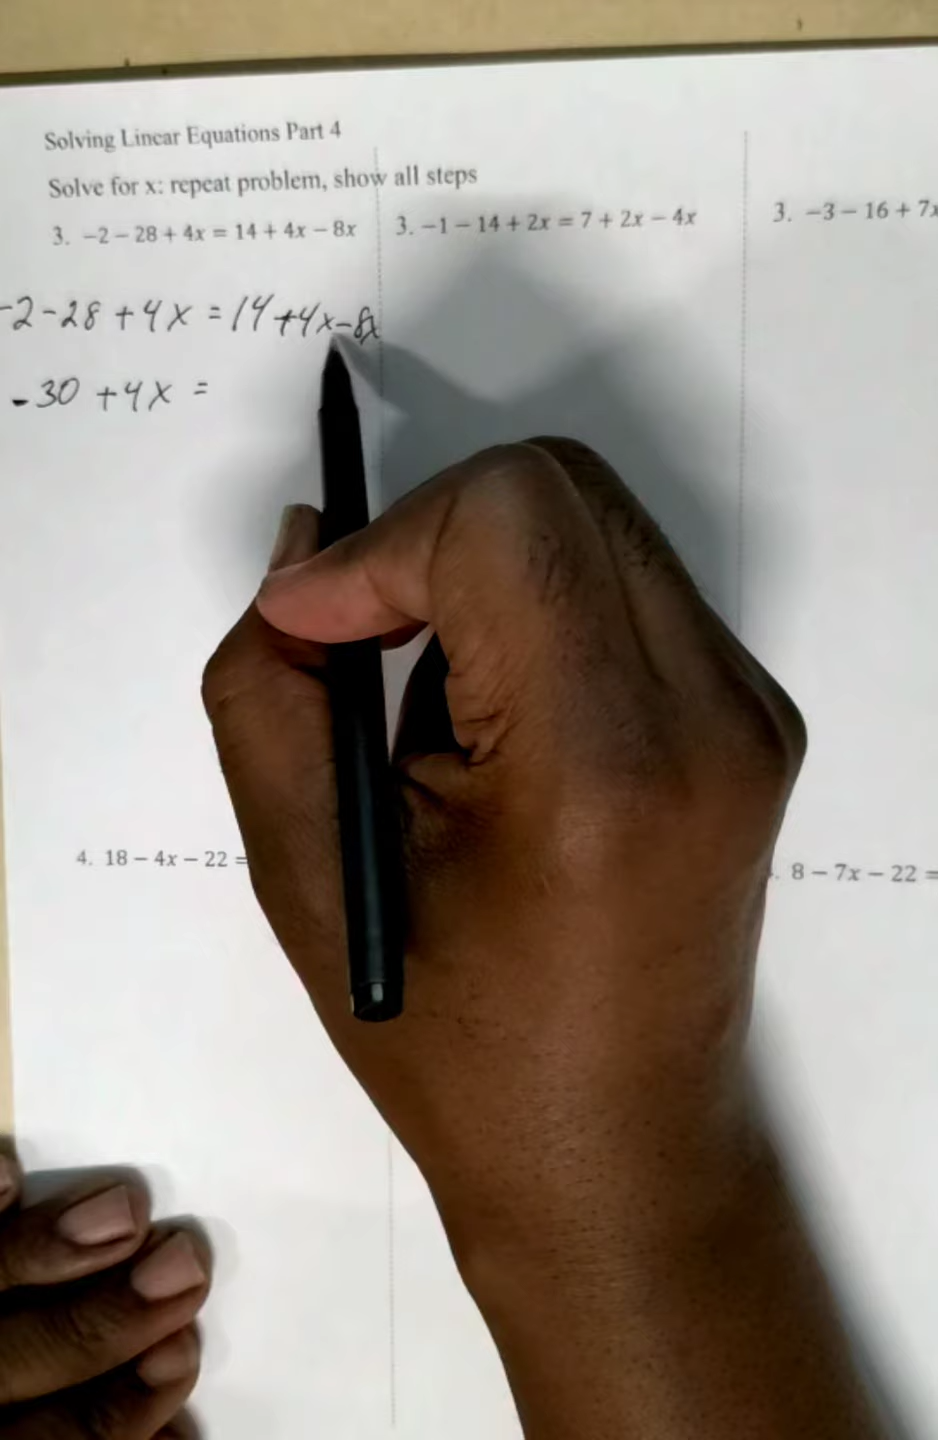 Solving Linear Equations Part 4
Solve for x: repeat problem, show all steps
3. −2 − 28 + 4x = 14 + 4x − 8x
3. −1 − 14 + 2x = 7 + 2x − 4x
3. −3 − 16 + 7x
-2-28 +4x = 14+4x-8x
-30 +4x =
4. 18 − 4x − 22 =
. 8 − 7x − 22 =